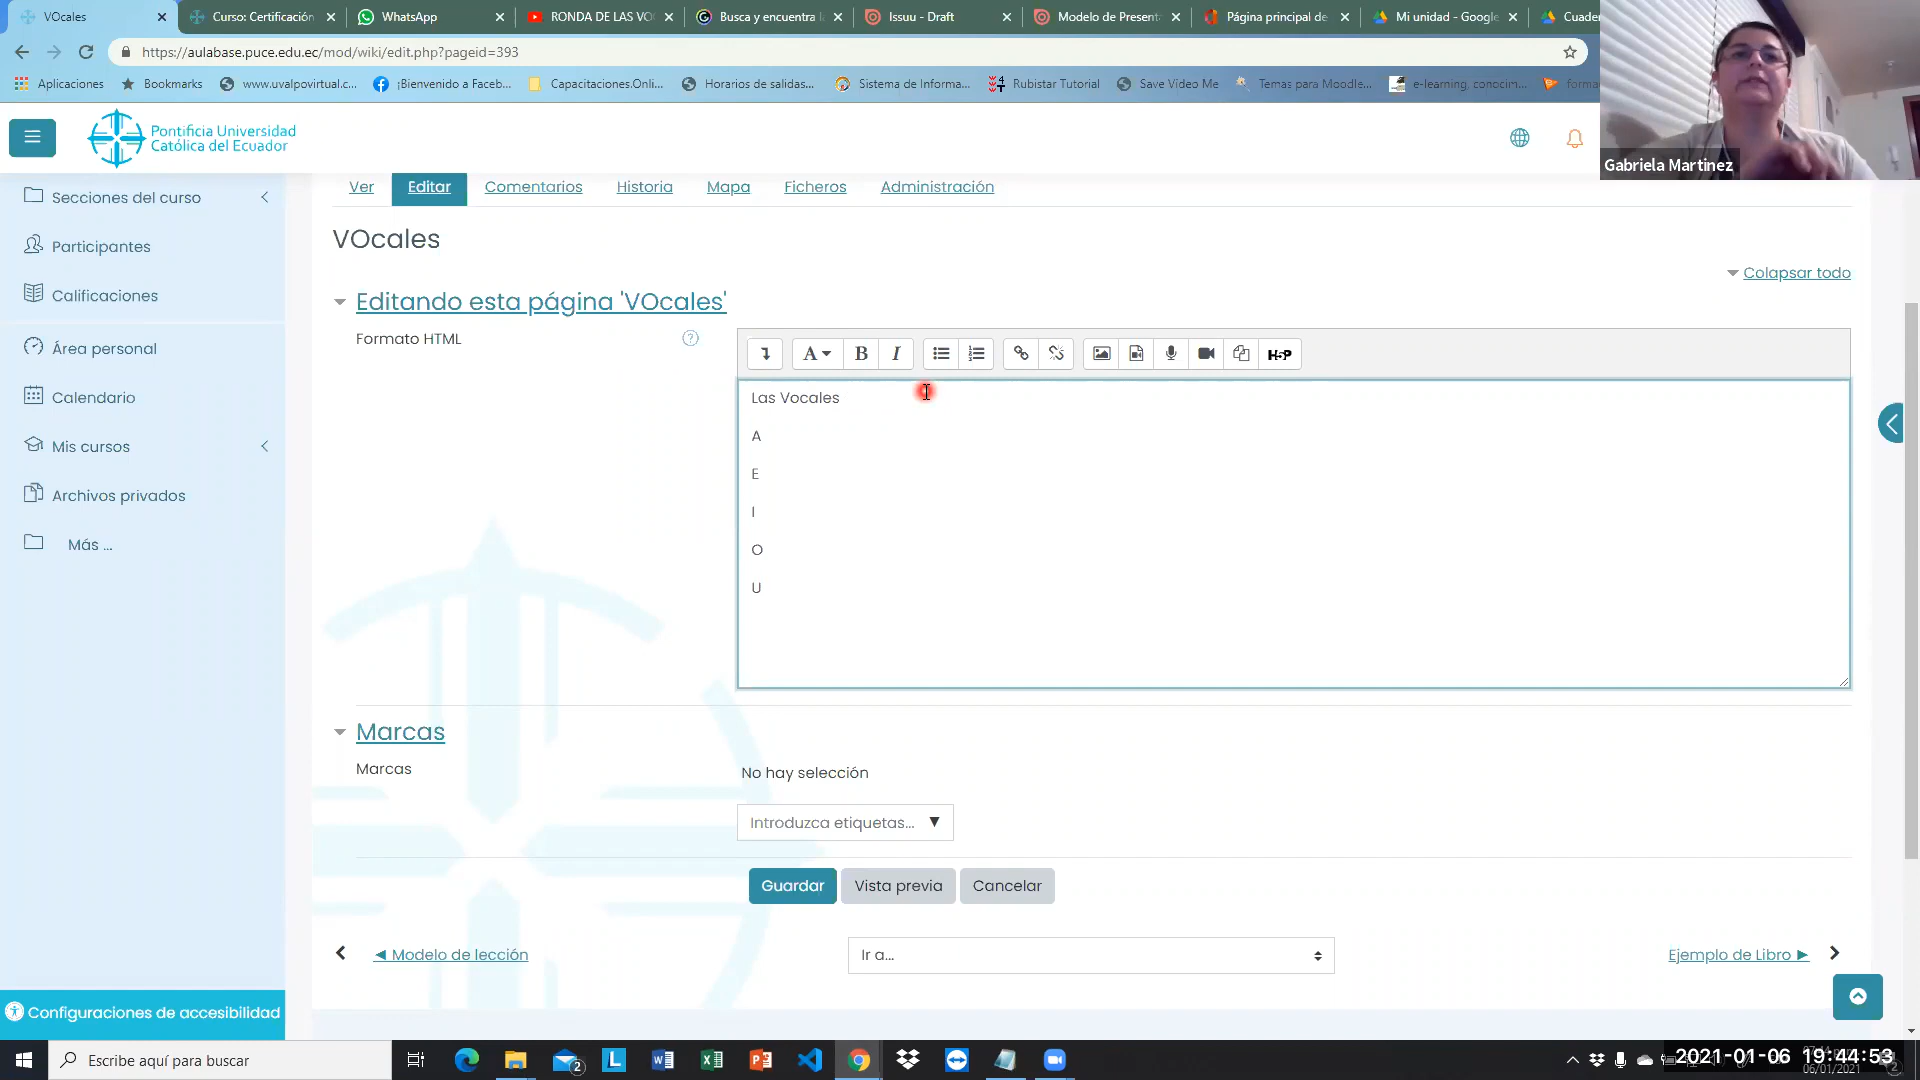 VOcales
Curso: Certificación
WhatsApp
RONDA DE LAS VO
Busca y encuentra l
Issuu - Draft
Modelo de Present
Página principal de
Mi unidad - Google
Cuade
https://aulabase.puce.edu.ec/mod/wiki/edit.php?pageid=393
Aplicaciones
Bookmarks
www.uvalpovirtual.c...
¡Bienvenido a Faceb...
Capacitaciones.Onli...
Horarios de salidas...
Sistema de Informa...
Rubistar Tutorial
Save Video Me
Temas para Moodle...
e-learning, conocim...
forma
Pontificia Universidad
Católica del Ecuador
Gabriela Martinez
Secciones del curso
Participantes
Calificaciones
Área personal
Calendario
Mis cursos
Archivos privados
Más ...
Configuraciones de accesibilidad
Ver
Editar
Comentarios
Historia
Mapa
Ficheros
Administración
VOcales
Colapsar todo
Editando esta página 'VOcales'
Formato HTML
A
B
I
H-P
Las Vocales
A
E
I
O
U
Marcas
Marcas
No hay selección
Introduzca etiquetas... ▼
Guardar
Vista previa
Cancelar
◄ Modelo de lección
Ir a...
Ejemplo de Libro ►
Escribe aquí para buscar
2021-01-06 19:44:53
06/01/2021